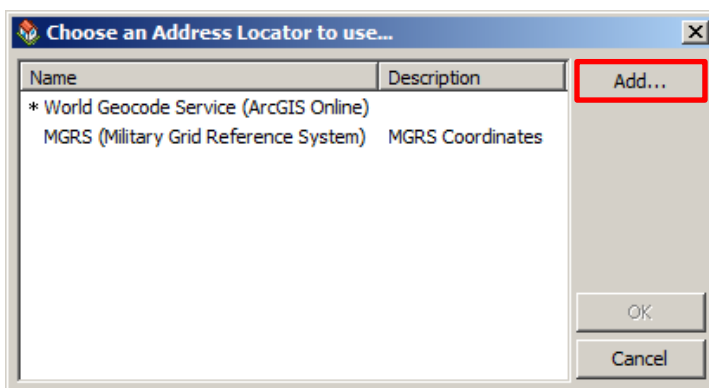 Choose an Address Locator to use...
Name Description Add...
* World Geocode Service (ArcGIS Online)
MGRS (Military Grid Reference System) MGRS Coordinates
OK
Cancel